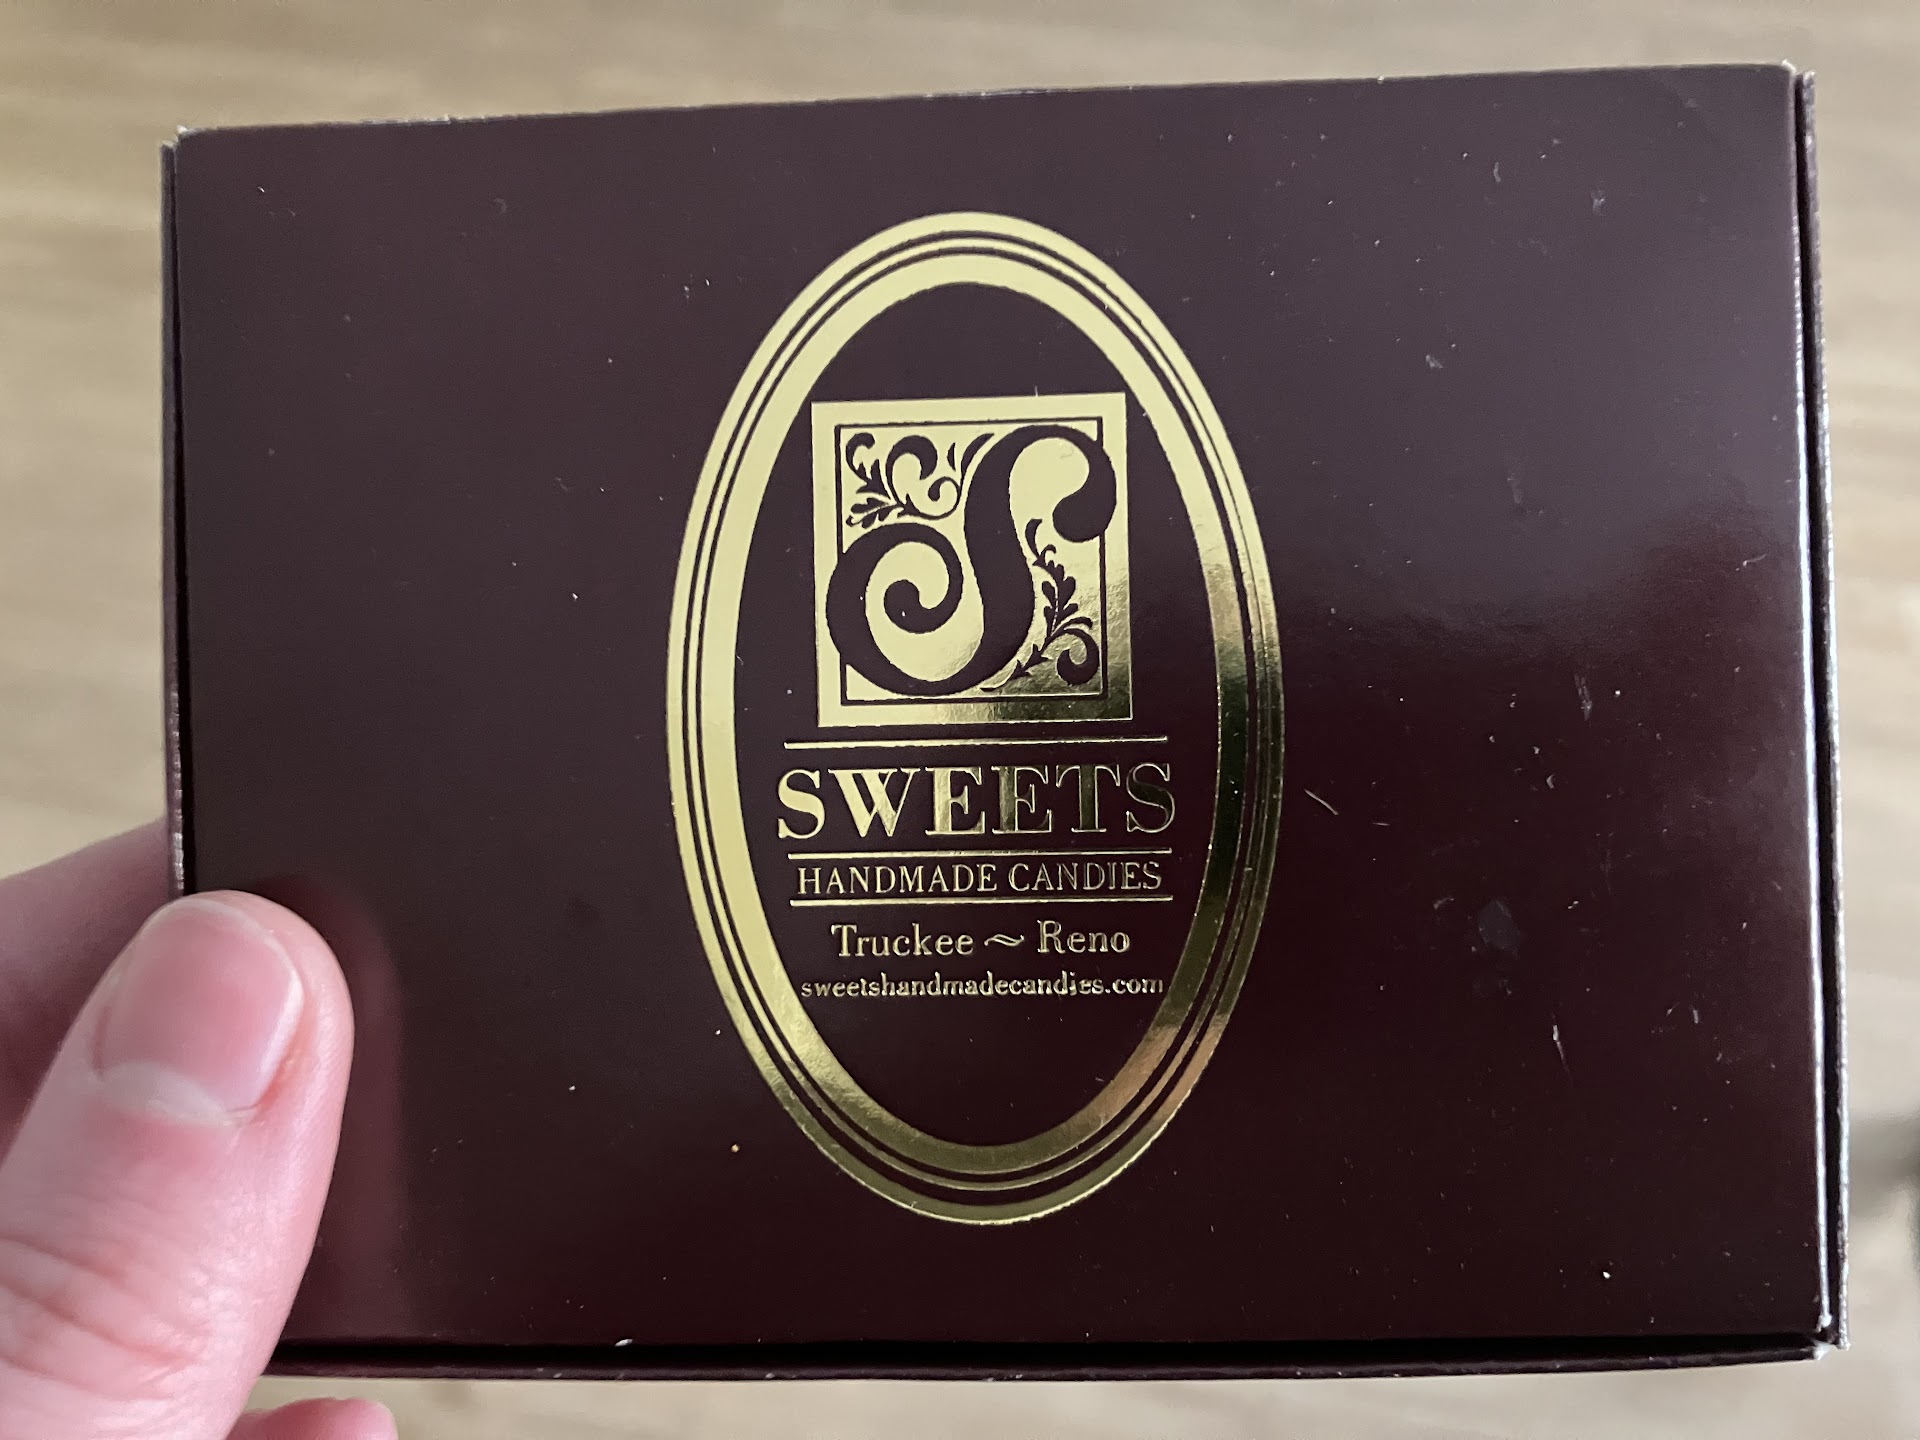 S
SWEETS
HANDMADE CANDIES
Truckee ~ Reno
sweetshandmadecandies.com